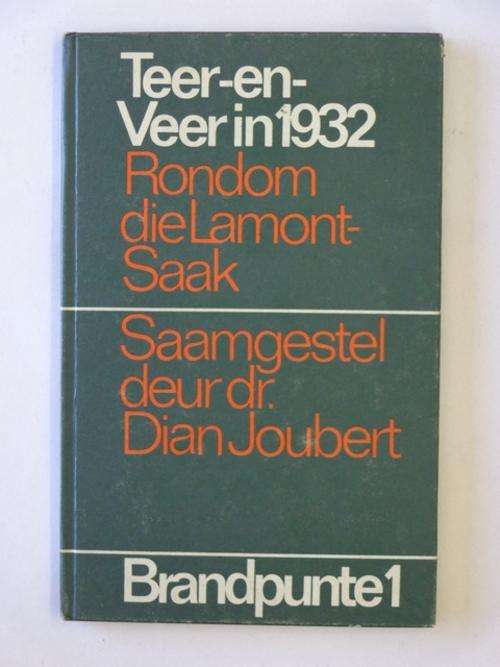 Teer-en-
Veer in 1932
Rondom
die Lamont-
Saak
Saamgestel
deur dr.
Dian Joubert
Brandpunte 1